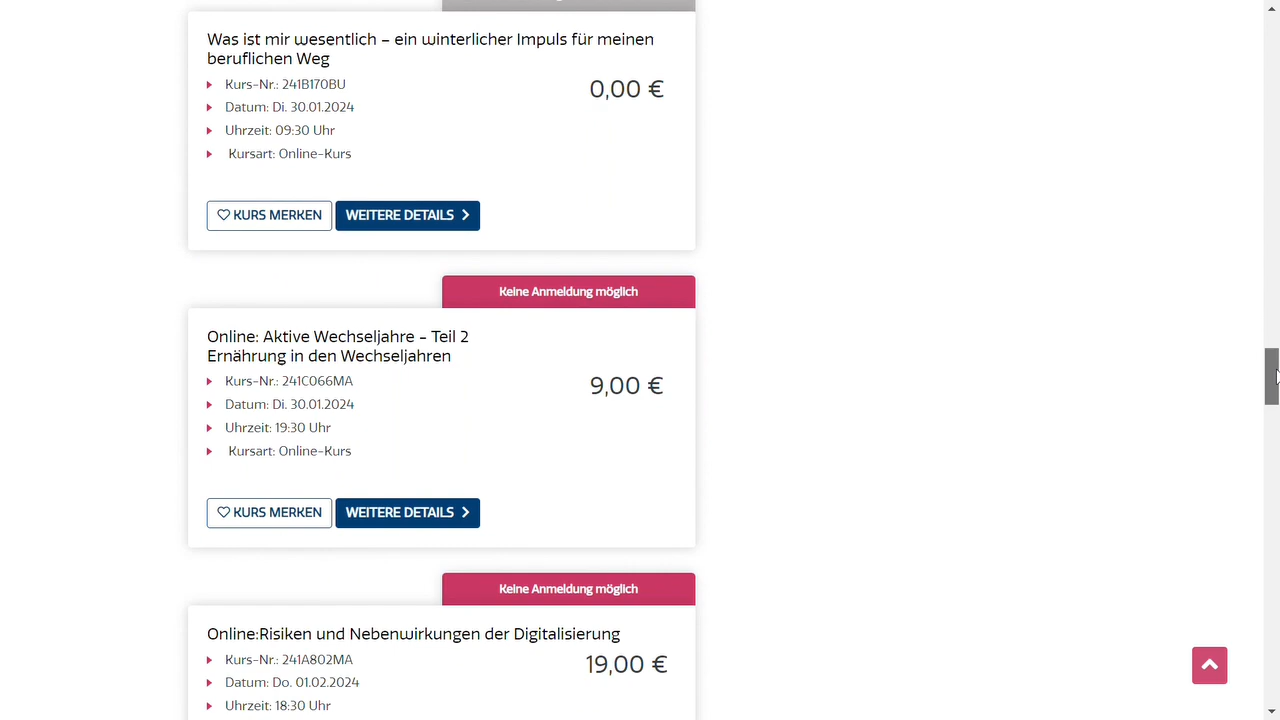 Was ist mir wesentlich – ein winterlicher Impuls für meinen
beruflichen Weg
Kurs-Nr.: 241B170BU
0,00 €
Datum: Di. 30.01.2024
Uhrzeit: 09:30 Uhr
Kursart: Online-Kurs
KURS MERKEN
WEITERE DETAILS
Keine Anmeldung möglich
Online: Aktive Wechseljahre - Teil 2
Ernährung in den Wechseljahren
Kurs-Nr.: 241C066MA
9,00 €
Datum: Di. 30.01.2024
Uhrzeit: 19:30 Uhr
Kursart: Online-Kurs
KURS MERKEN
WEITERE DETAILS
Keine Anmeldung möglich
Online:Risiken und Nebenwirkungen der Digitalisierung
Kurs-Nr.: 241A802MA
19,00 €
Datum: Do. 01.02.2024
Uhrzeit: 18:30 Uhr